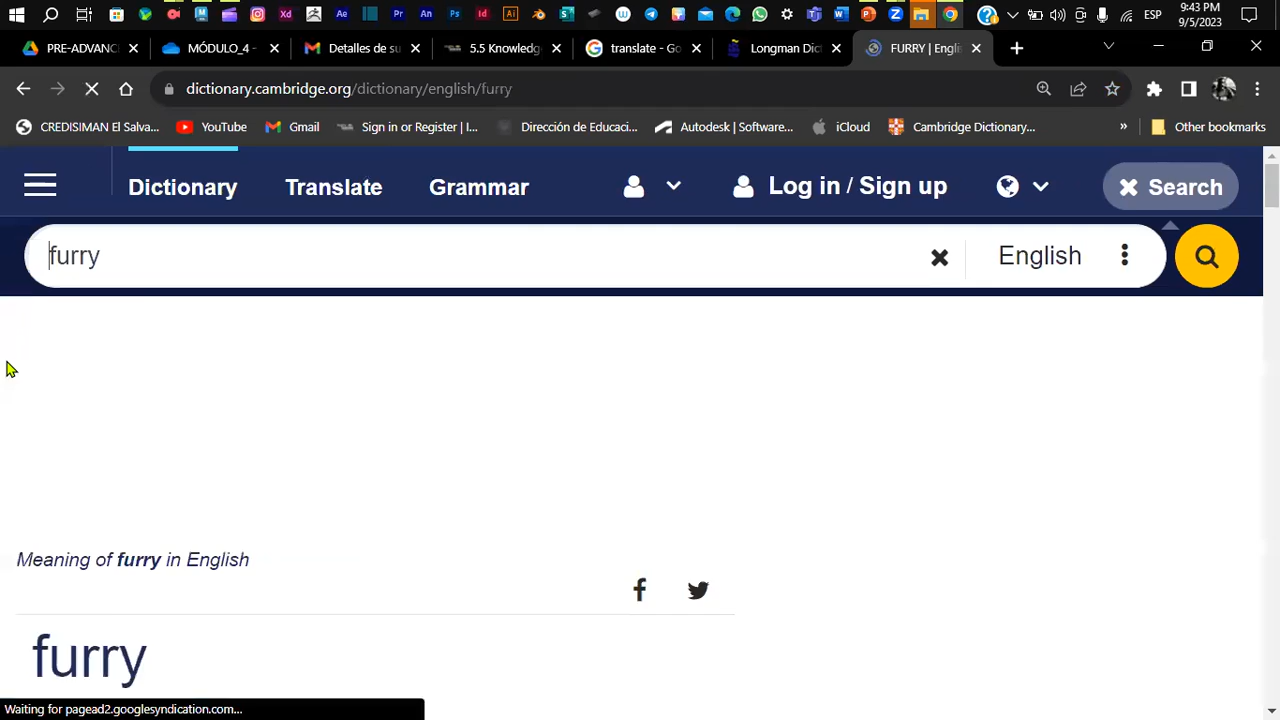 9:43 PM
ESP
9/5/2023
PRE-ADVANC
MÓDULO_4 -
Detalles de su
5.5 Knowledg
translate - Go
Longman Dict
FURRY | Engli
dictionary.cambridge.org/dictionary/english/furry
CREDISIMAN El Salva...
YouTube
Gmail
Sign in or Register | I...
Dirección de Educaci...
Autodesk | Software...
iCloud
Cambridge Dictionary...
»
Other bookmarks
Dictionary
Translate
Grammar
Log in / Sign up
Search
furry
English
Meaning of furry in English
furry
Waiting for pagead2.googlesyndication.com...